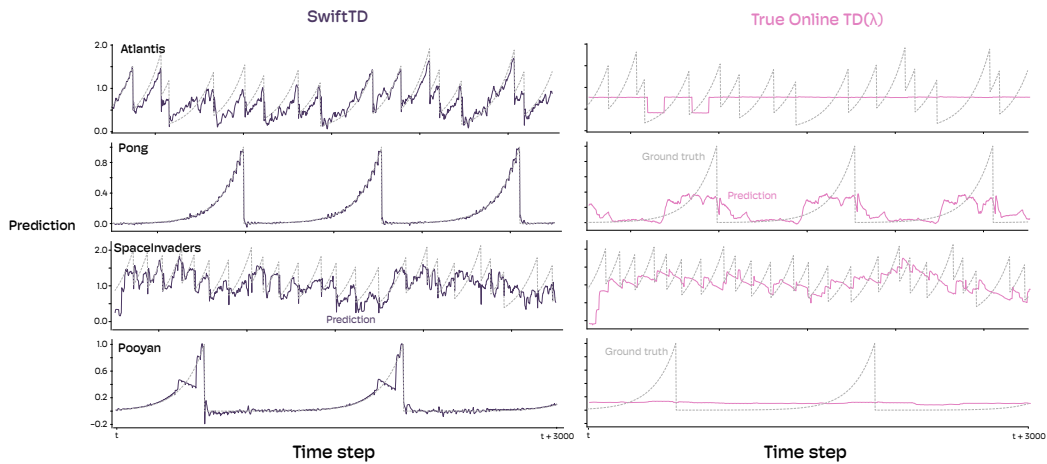 SwiftTD
True Online TD(λ)
Prediction
Atlantis
2.0
1.0
0.0
Pong
0.8
0.4
0.0
Ground truth
Prediction
SpaceInvaders
2.0
1.0
0.0
Prediction
Pooyan
1.0
0.6
0.2
−0.2
Ground truth
t
t + 3000
t
t + 3000
Time step
Time step